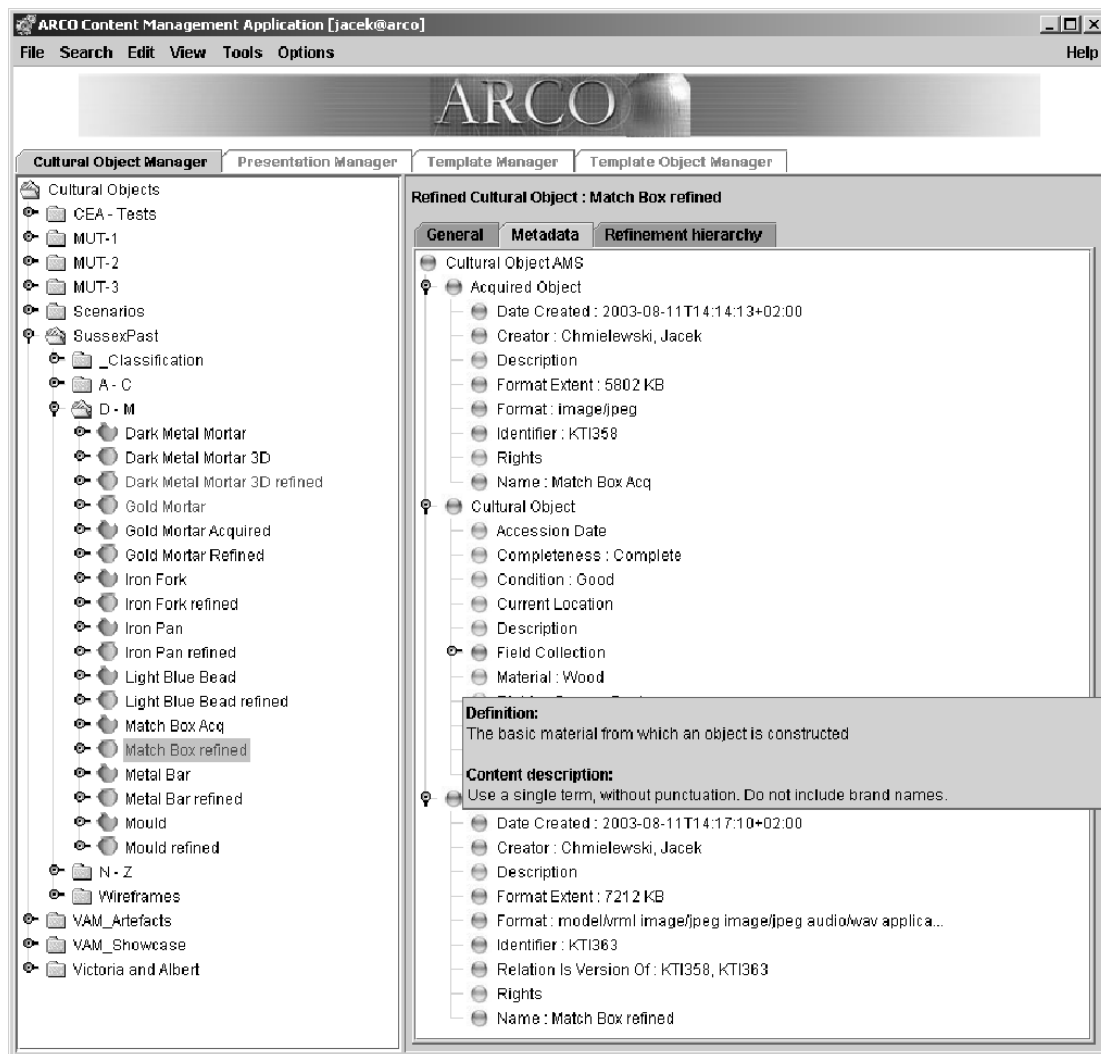 ARCO Content Management Application [jacek@arco]
File Search Edit View Tools Options Help
ARCO
Cultural Object Manager Presentation Manager Template Manager Template Object Manager
Cultural Objects
CEA - Tests
MUT-1
MUT-2
MUT-3
Scenarios
SussexPast
_Classification
A - C
D - M
Dark Metal Mortar
Dark Metal Mortar 3D
Dark Metal Mortar 3D refined
Gold Mortar
Gold Mortar Acquired
Gold Mortar Refined
Iron Fork
Iron Fork refined
Iron Pan
Iron Pan refined
Light Blue Bead
Light Blue Bead refined
Match Box Acq
Match Box refined
Metal Bar
Metal Bar refined
Mould
Mould refined
N - Z
Wireframes
VAM_Artefacts
VAM_Showcase
Victoria and Albert
Refined Cultural Object : Match Box refined
General Metadata Refinement hierarchy
Cultural Object AMS
Acquired Object
Date Created : 2003-08-11T14:14:13+02:00
Creator : Chmielewski, Jacek
Description
Format Extent : 5802 KB
Format : image/jpeg
Identifier : KTI358
Rights
Name : Match Box Acq
Cultural Object
Accession Date
Completeness : Complete
Condition : Good
Current Location
Description
Field Collection
Material : Wood
Definition:
The basic material from which an object is constructed
Content description:
Use a single term, without punctuation. Do not include brand names.
Date Created : 2003-08-11T14:17:10+02:00
Creator : Chmielewski, Jacek
Description
Format Extent : 7212 KB
Format : model/vrml image/jpeg image/jpeg audio/wav applica...
Identifier : KTI363
Relation Is Version Of : KTI358, KTI363
Rights
Name : Match Box refined